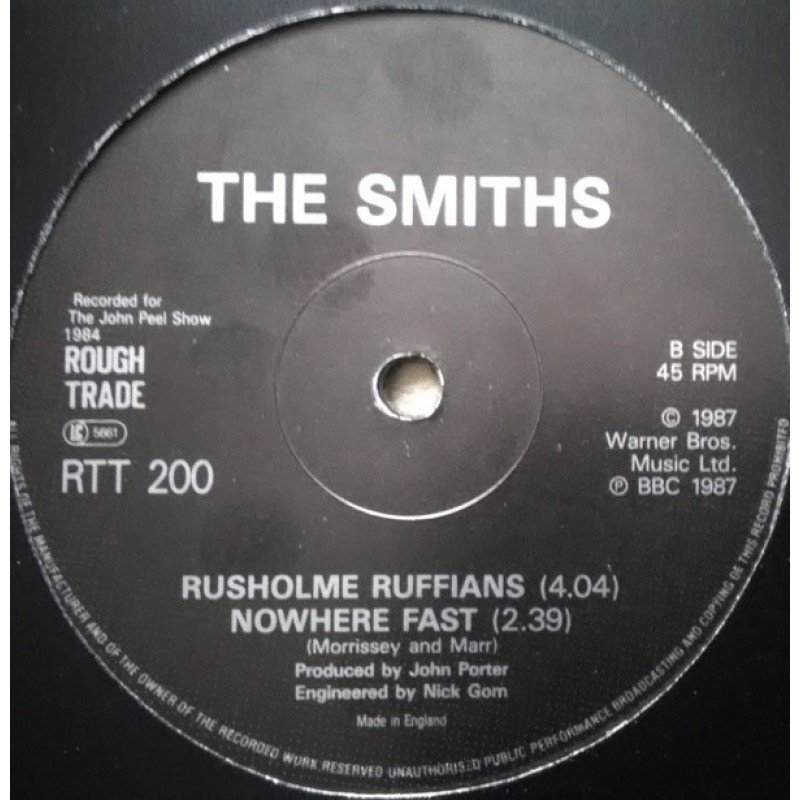 THE SMITHS
Recorded for
The John Peel Show
1984
ROUGH
TRADE
5661
RTT 200
B SIDE
45 RPM
© 1987
Warner Bros.
Music Ltd.
℗ BBC 1987
RUSHOLME RUFFIANS (4.04)
NOWHERE FAST (2.39)
(Morrissey and Marr)
Produced by John Porter
Engineered by Nick Gom
Made in England
ALL RIGHTS OF THE MANUFACTURER AND OF THE OWNER OF THE RECORDED WORK RESERVED UNAUTHORISED PUBLIC PERFORMANCE BROADCASTING AND COPYING OF THIS RECORD PROHIBITED